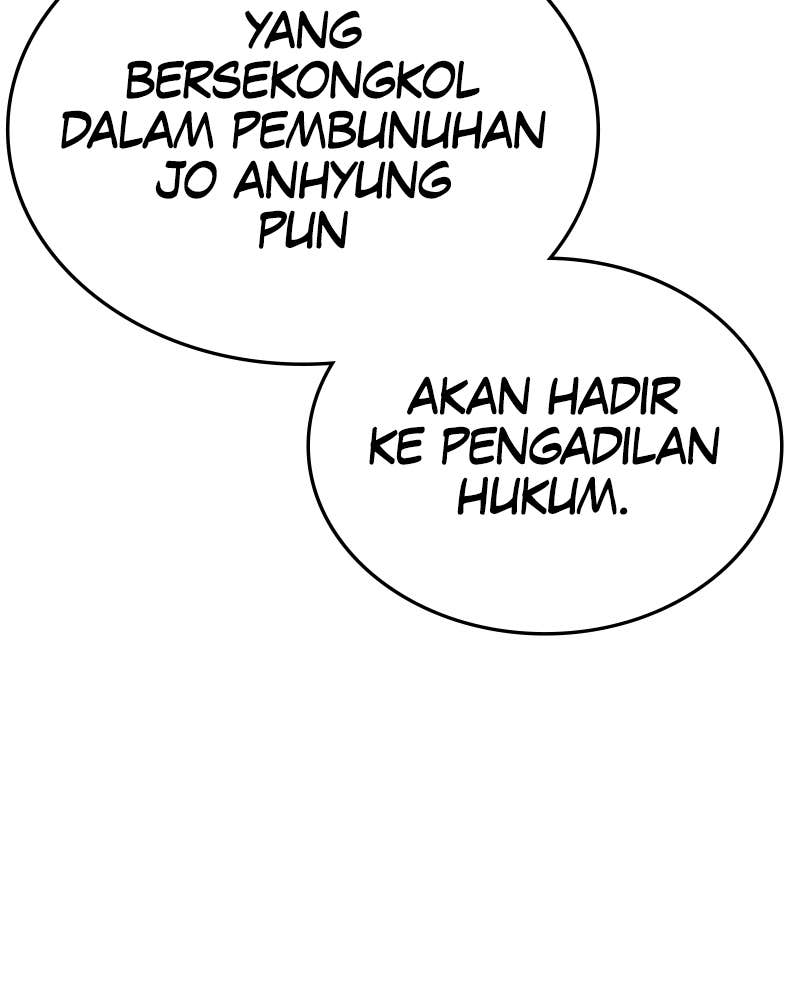 YANG
BERSEKONGKOL
DALAM PEMBUNUHAN
JO ANHYUNG
PUN
AKAN HADIR
KE PENGADILAN
HUKUM.